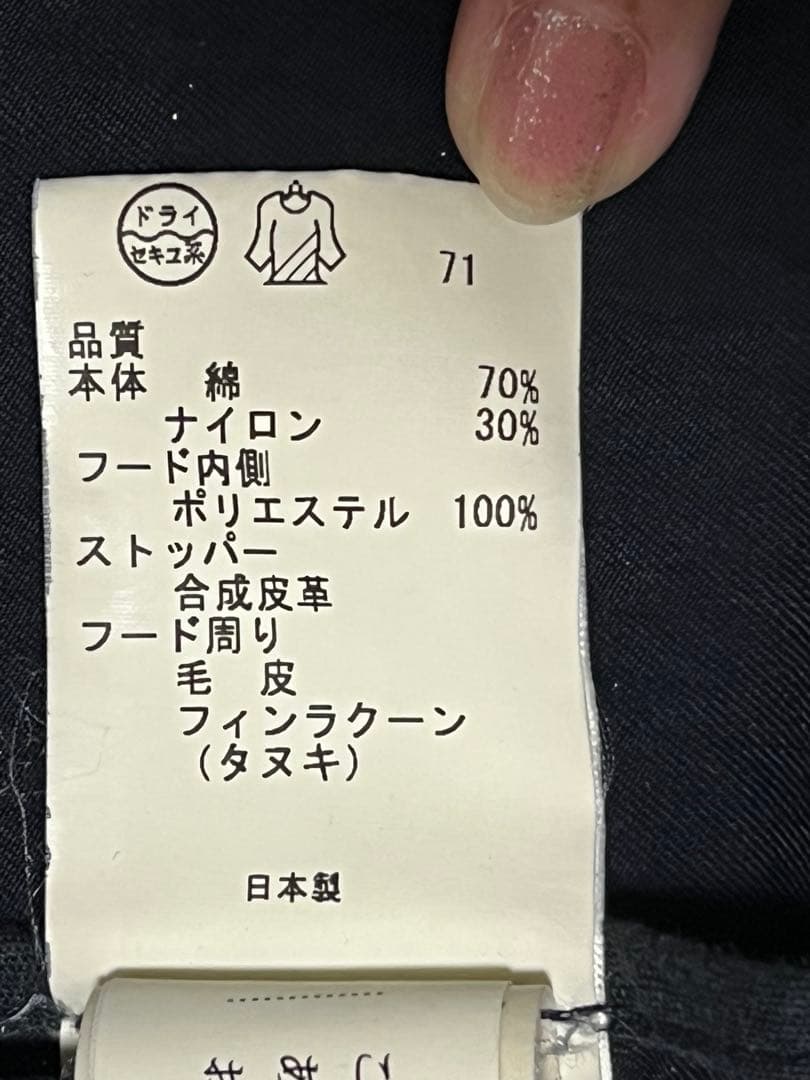 ドライ
セキユ系
71
品質
本体 綿 70%
ナイロン 30%
フード内側
ポリエステル 100%
ストッパー
合成皮革
フード周り
毛 皮
フィンラクーン
(タヌキ)
日本製